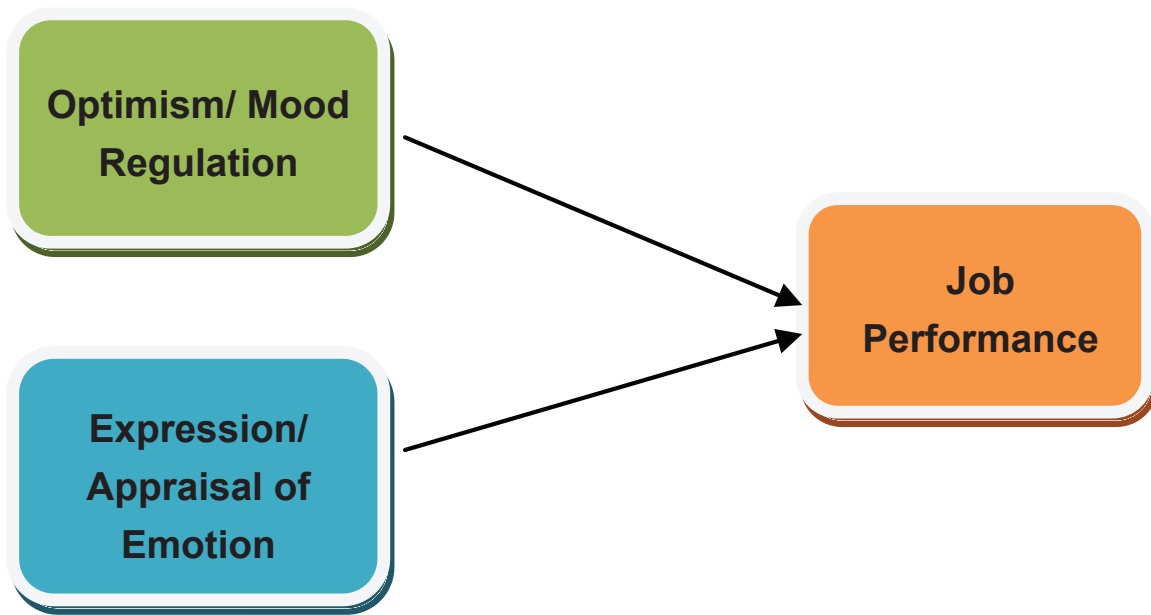 Optimism/ Mood
Regulation
Expression/
Appraisal of
Emotion
Job
Performance